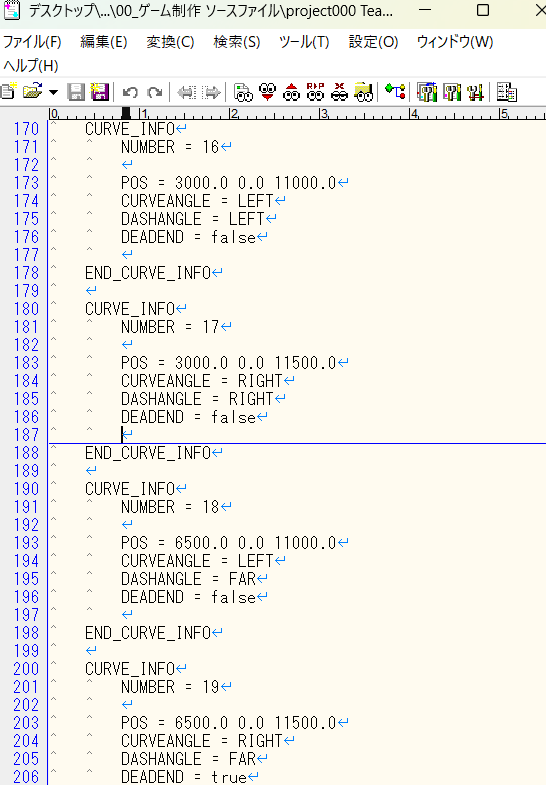 デスクトップ\...\00_ゲーム制作 ソースファイル\project000 Tea...
ファイル(F) 編集(E) 変換(C) 検索(S) ツール(T) 設定(O) ウィンドウ(W)
ヘルプ(H)
0 1 2 3 4 5
170 CURVE_INFO
171 NUMBER = 16
172
173 POS = 3000.0 0.0 11000.0
174 CURVEANGLE = LEFT
175 DASHANGLE = LEFT
176 DEADEND = false
177
178 END_CURVE_INFO
179
180 CURVE_INFO
181 NUMBER = 17
182
183 POS = 3000.0 0.0 11500.0
184 CURVEANGLE = RIGHT
185 DASHANGLE = RIGHT
186 DEADEND = false
187
188 END_CURVE_INFO
189
190 CURVE_INFO
191 NUMBER = 18
192
193 POS = 6500.0 0.0 11000.0
194 CURVEANGLE = LEFT
195 DASHANGLE = FAR
196 DEADEND = false
197
198 END_CURVE_INFO
199
200 CURVE_INFO
201 NUMBER = 19
202
203 POS = 6500.0 0.0 11500.0
204 CURVEANGLE = RIGHT
205 DASHANGLE = FAR
206 DEADEND = true